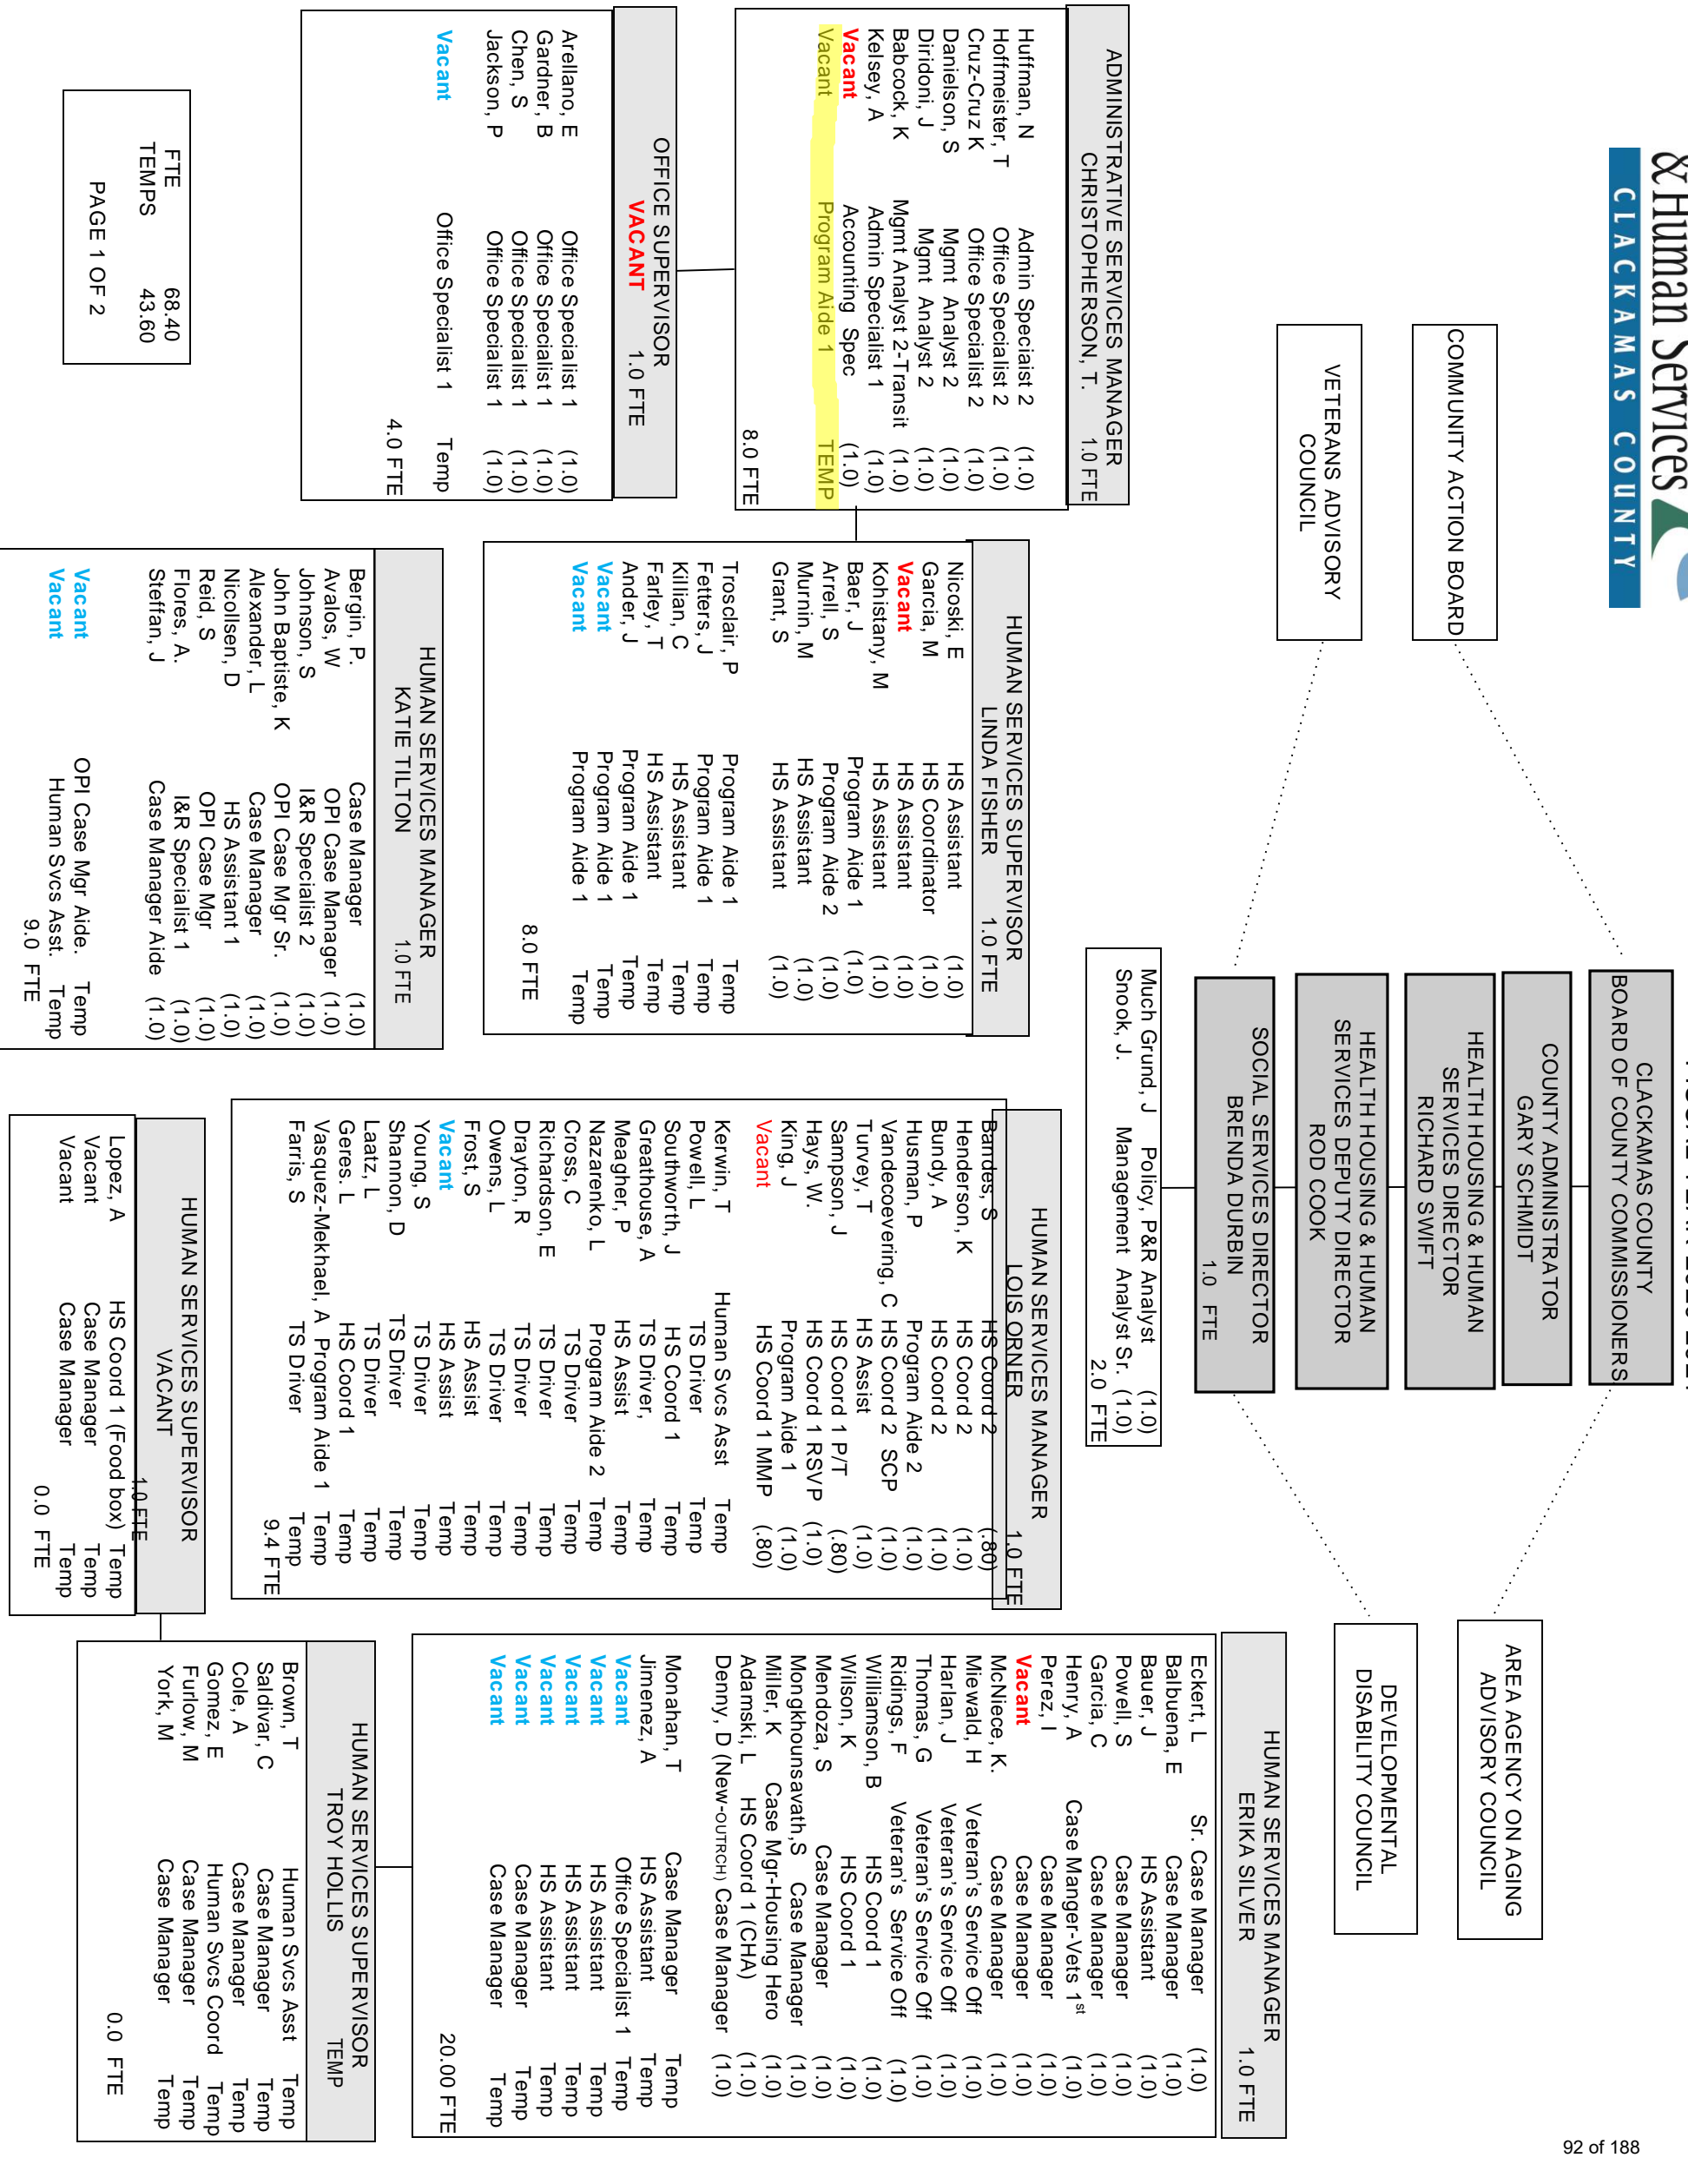 & Human Services
CLACKAMAS COUNTY
COMMUNITY ACTION BOARD
VETERANS ADVISORY
COUNCIL
CLACKAMAS COUNTY
BOARD OF COUNTY COMMISSIONERS
COUNTY ADMINISTRATOR
GARY SCHMIDT
HEALTH HOUSING & HUMAN
SERVICES DIRECTOR
RICHARD SWIFT
HEALTH HOUSING & HUMAN
SERVICES DEPUTY DIRECTOR
ROD COOK
SOCIAL SERVICES DIRECTOR
BRENDA DURBIN
1.0 FTE
AREA AGENCY ON AGING
ADVISORY COUNCIL
DEVELOPMENTAL
DISABILITY COUNCIL
Much Grund, J Policy, P&R Analyst (1.0)
Snook, J. Management Analyst Sr. (1.0)
2.0 FTE
ADMINISTRATIVE SERVICES MANAGER
CHRISTOPHERSON, T. 1.0 FTE
Huffman, N Admin Speciaist 2 (1.0)
Hoffmeister, T Office Specialist 2 (1.0)
Cruz-Cruz K Office Specialist 2 (1.0)
Danielson, S Mgmt Analyst 2 (1.0)
Diridoni, J Mgmt Analyst 2 (1.0)
Babcock, K Mgmt Analyst 2-Transit (1.0)
Kelsey, A Admin Specialist 1 (1.0)
Vacant Accounting Spec (1.0)
Vacant Program Aide 1 TEMP
8.0 FTE
OFFICE SUPERVISOR
VACANT 1.0 FTE
Arellano, E Office Specialist 1 (1.0)
Gardner, B Office Specialist 1 (1.0)
Chen, S Office Specialist 1 (1.0)
Jackson, P Office Specialist 1 (1.0)
Vacant Office Specialist 1 Temp
4.0 FTE
FTE 68.40
TEMPS 43.60
PAGE 1 OF 2
HUMAN SERVICES SUPERVISOR
LINDA FISHER 1.0 FTE
Nicoski, E HS Assistant (1.0)
Garcia, M HS Coordinator (1.0)
Vacant HS Assistant (1.0)
Kohistany, M HS Assistant (1.0)
Baer, J Program Aide 1 (1.0)
Arrell, S Program Aide 2 (1.0)
Murnin, M HS Assistant (1.0)
Grant, S HS Assistant (1.0)
Trosclair, P Program Aide 1 Temp
Fetters, J Program Aide 1 Temp
Killian, C HS Assistant Temp
Farley, T HS Assistant Temp
Ander, J Program Aide 1 Temp
Vacant Program Aide 1 Temp
Vacant Program Aide 1 Temp
8.0 FTE
HUMAN SERVICES MANAGER
KATIE TILTON 1.0 FTE
Bergin, P. Case Manager (1.0)
Avalos, W OPI Case Manager (1.0)
Johnson, S I&R Specialist 2 (1.0)
John Baptiste, K OPI Case Mgr Sr. (1.0)
Alexander, L Case Manager (1.0)
Nicollsen, D HS Assistant 1 (1.0)
Reid, S OPI Case Mgr (1.0)
Flores, A. I&R Specialist 1 (1.0)
Steffan, J Case Manager Aide (1.0)
Vacant OPI Case Mgr Aide. Temp
Vacant Human Svcs Asst. Temp
9.0 FTE
HUMAN SERVICES MANAGER
LOIS ORNER 1.0 FTE
Bandes, S HS Coord 2 (.80)
Henderson, K HS Coord 2 (1.0)
Bundy, A HS Coord 2 (1.0)
Husman, P Program Aide 2 (1.0)
Vandecoevering, C HS Coord 2 SCP (1.0)
Turvey, T HS Assist (1.0)
Sampson, J HS Coord 1 P/T (.80)
Hays, W. HS Coord 1 RSVP (1.0)
King, J Program Aide 1 (1.0)
Vacant HS Coord 1 MMP (.80)
Kerwin, T Human Svcs Asst Temp
Powell, L TS Driver Temp
Southworth, J HS Coord 1 Temp
Greathouse, A TS Driver, Temp
Meagher, P HS Assist Temp
Nazarenko, L Program Aide 2 Temp
Cross, C TS Driver Temp
Richardson, E TS Driver Temp
Drayton, R TS Driver Temp
Owens, L TS Driver Temp
Frost, S HS Assist Temp
Vacant HS Assist Temp
Young, S TS Driver Temp
Shannon, D TS Driver Temp
Laatz, L TS Driver Temp
Geres. L HS Coord 1 Temp
Vasquez-Mekhael, A Program Aide 1 Temp
Farris, S TS Driver Temp
9.4 FTE
HUMAN SERVICES SUPERVISOR
VACANT
1.0 FTE
Lopez, A HS Coord 1 (Food box) Temp
Vacant Case Manager Temp
Vacant Case Manager Temp
0.0 FTE
HUMAN SERVICES MANAGER
ERIKA SILVER 1.0 FTE
Eckert, L Sr. Case Manager (1.0)
Balbuena, E Case Manager (1.0)
Bauer, J HS Assistant (1.0)
Powell, S Case Manager (1.0)
Garcia, C Case Manager (1.0)
Henry, A Case Manager-Vets 1st (1.0)
Perez, I Case Manager (1.0)
Vacant Case Manager (1.0)
McNiece, K. Case Manager (1.0)
Miewald, H Veteran's Service Off (1.0)
Harlan, J Veteran's Service Off (1.0)
Thomas, G Veteran's Service Off (1.0)
Ridings, F Veteran's Service Off (1.0)
Williamson, B HS Coord 1 (1.0)
Wilson, K HS Coord 1 (1.0)
Mendoza, S Case Manager (1.0)
Mongkhounsavath,S Case Manager (1.0)
Miller, K Case Mgr-Housing Hero (1.0)
Adamski, L HS Coord 1 (CHA) (1.0)
Denny, D (New-OUTRCH) Case Manager (1.0)
Monahan, T Case Manager Temp
Jimenez, A HS Assistant Temp
Vacant Office Specialist 1 Temp
Vacant HS Assistant Temp
Vacant HS Assistant Temp
Vacant HS Assistant Temp
Vacant Case Manager Temp
Vacant Case Manager Temp
20.00 FTE
HUMAN SERVICES SUPERVISOR
TROY HOLLIS TEMP
Brown, T Human Svcs Asst Temp
Saldivar, C Case Manager Temp
Cole, A Case Manager Temp
Gomez, E Human Svcs Coord Temp
Furlow, M Case Manager Temp
York, M Case Manager Temp
0.0 FTE
92 of 188